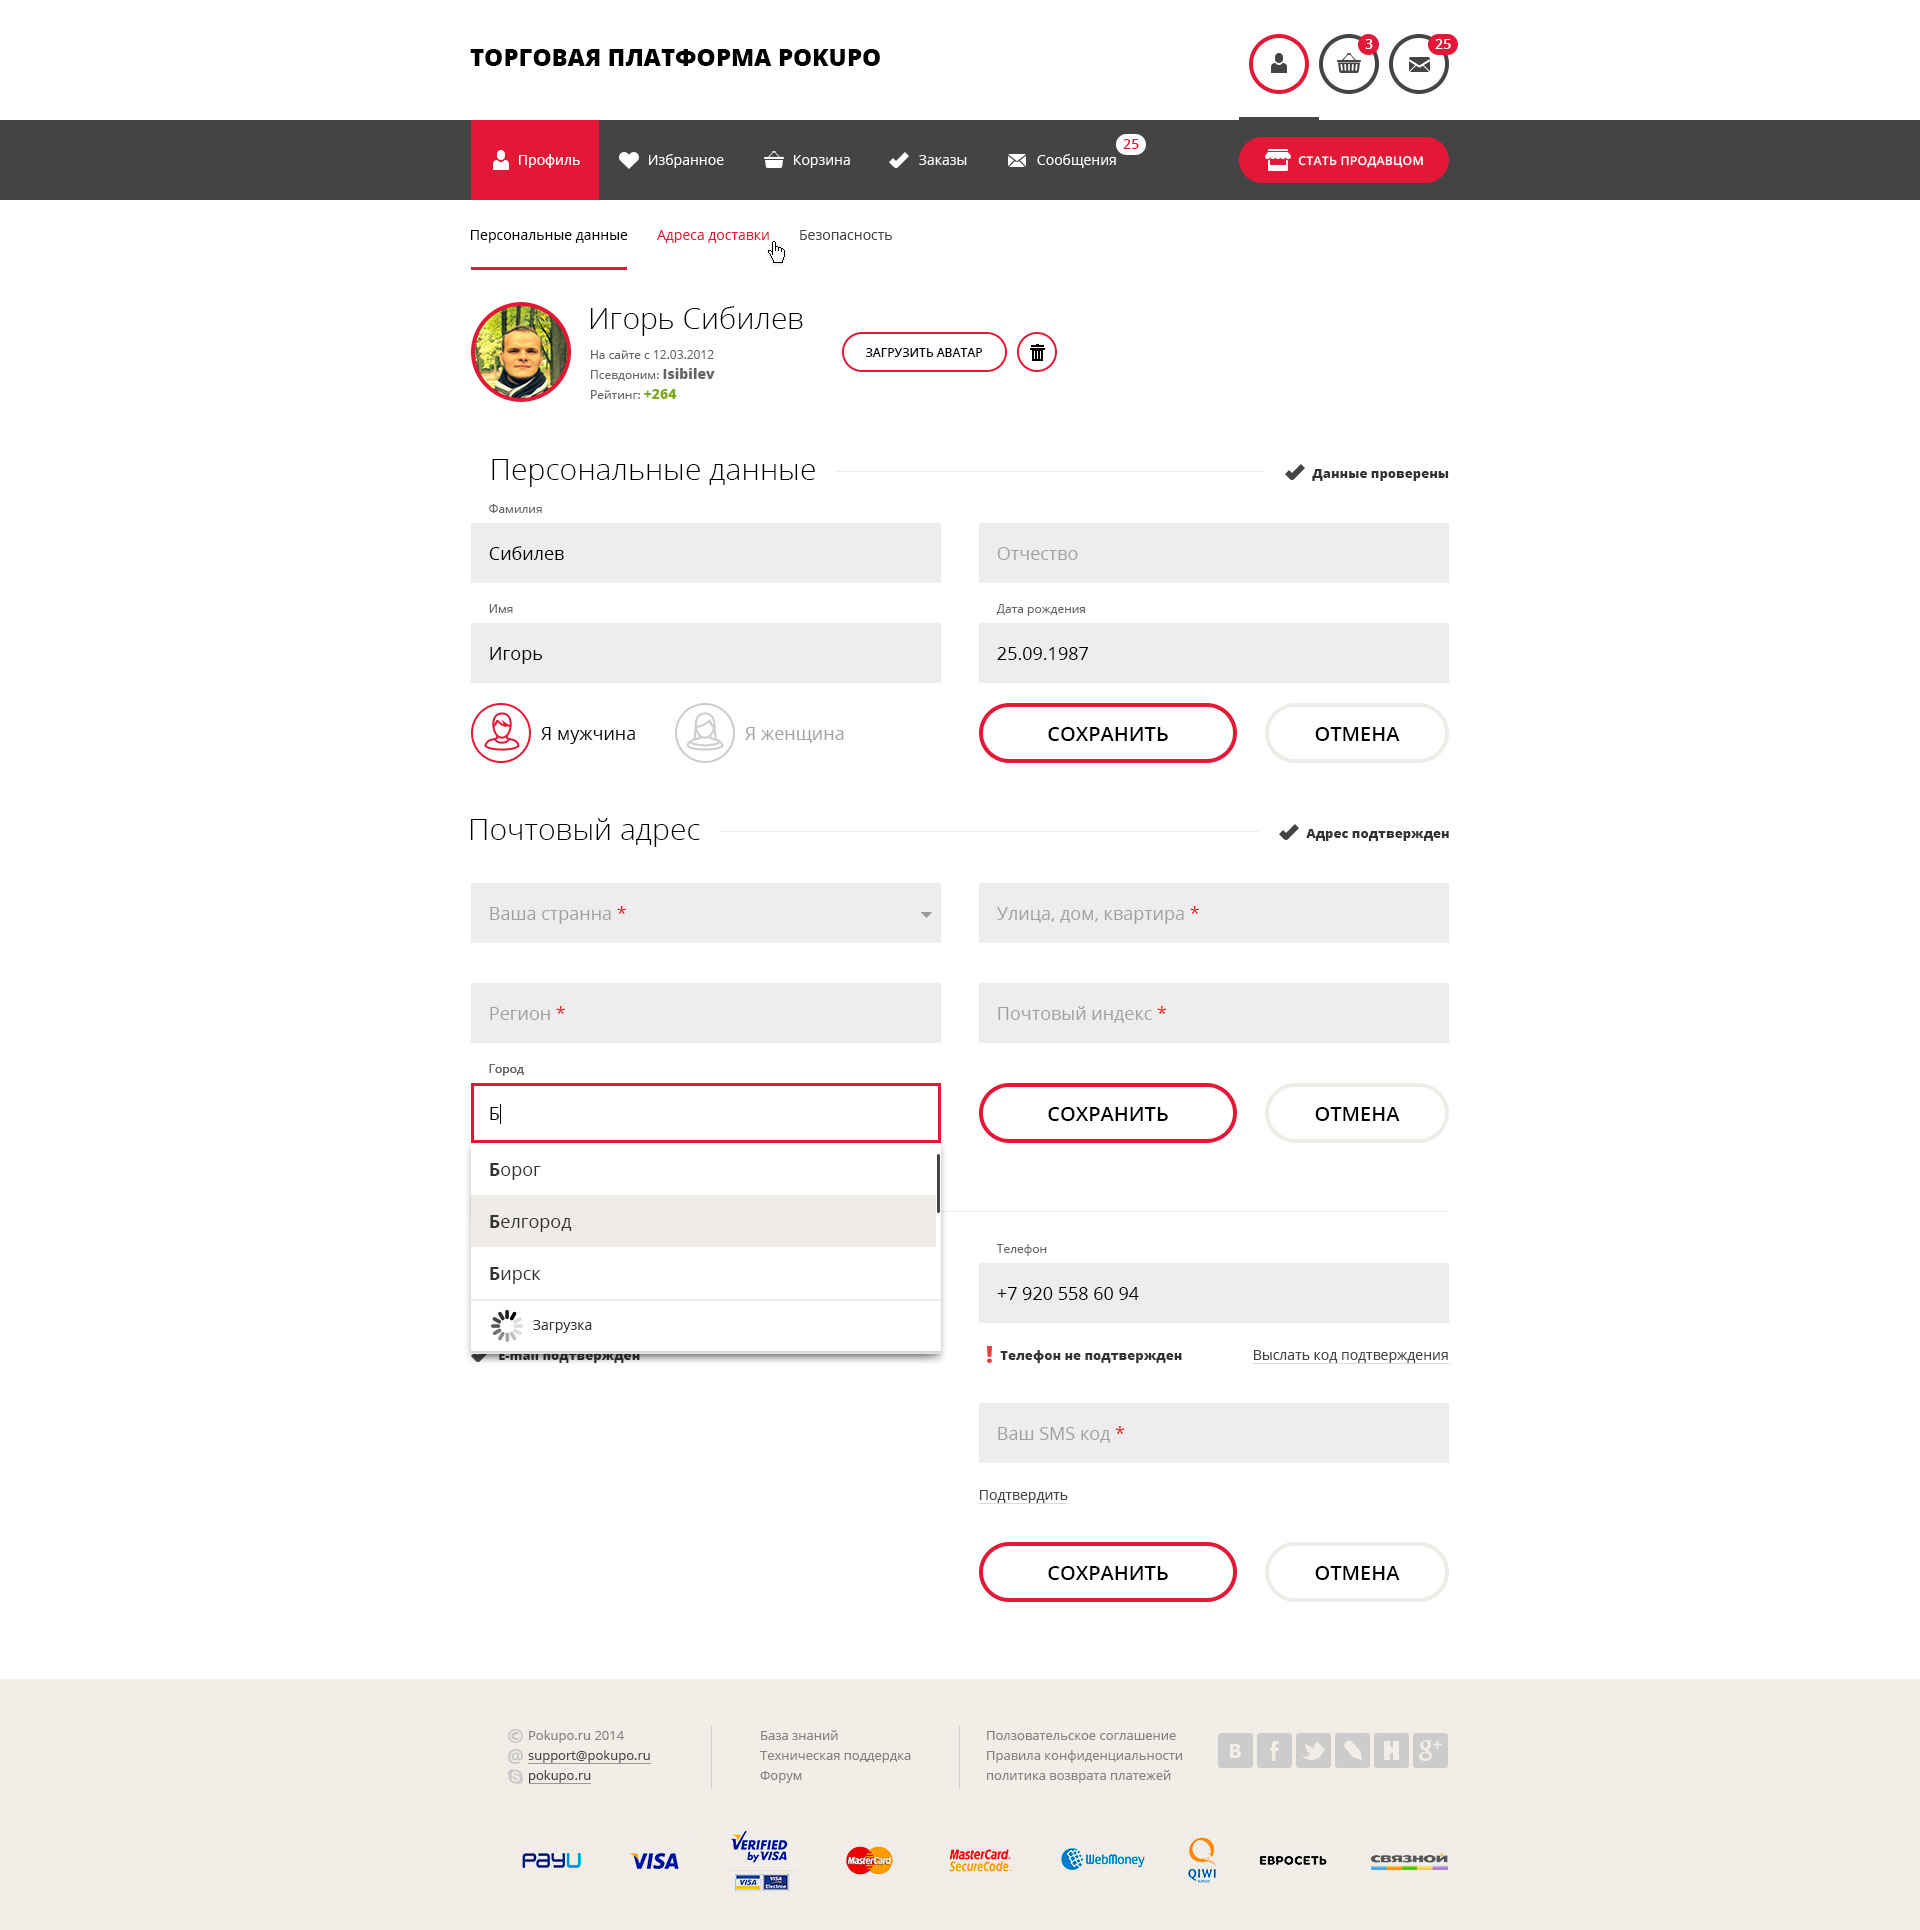 ТОРГОВАЯ ПЛАТФОРМА POKUPO
3
25
Профиль
Избранное
Корзина
Заказы
Сообщения
25
СТАТЬ ПРОДАВЦОМ
Персональные данные
Адреса доставки
Безопасность
Игорь Сибилев
На сайте с 12.03.2012
Псевдоним: Isibilev
Рейтинг: +264
ЗАГРУЗИТЬ АВАТАР
Персональные данные
Данные проверены
Фамилия
Сибилев
Отчество
Имя
Игорь
Дата рождения
25.09.1987
Я мужчина
Я женщина
СОХРАНИТЬ
ОТМЕНА
Почтовый адрес
Адрес подтвержден
Ваша странна *
Улица, дом, квартира *
Регион *
Почтовый индекс *
Город
Б
СОХРАНИТЬ
ОТМЕНА
Борог
Белгород
Бирск
Загрузка
E-mail подтвержден
Телефон
+7 920 558 60 94
Телефон не подтвержден
Выслать код подтверждения
Ваш SMS код *
Подтвердить
СОХРАНИТЬ
ОТМЕНА
© Pokupo.ru 2014
@ support@pokupo.ru
pokupo.ru
База знаний
Техническая поддердка
Форум
Ползовательское соглашение
Правила конфиденциальности
политика возврата платежей
B f H g+
PayU
VISA
VERIFIED by VISA
VISA VISA Electron
MasterCard
MasterCard. SecureCode.
WebMoney
QIWI
ЕВРОСЕТЬ
СВЯЗНОЙ